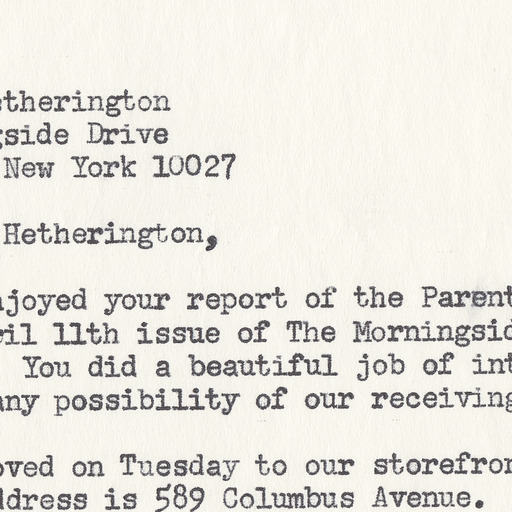 etherington
gside Drive
New York 10027
Hetherington,
njoyed your report of the Parent
ril 11th issue of The Morningsid
You did a beautiful job of int
any possibility of our receiving
oved on Tuesday to our storefron
ddress is 589 Columbus Avenue.